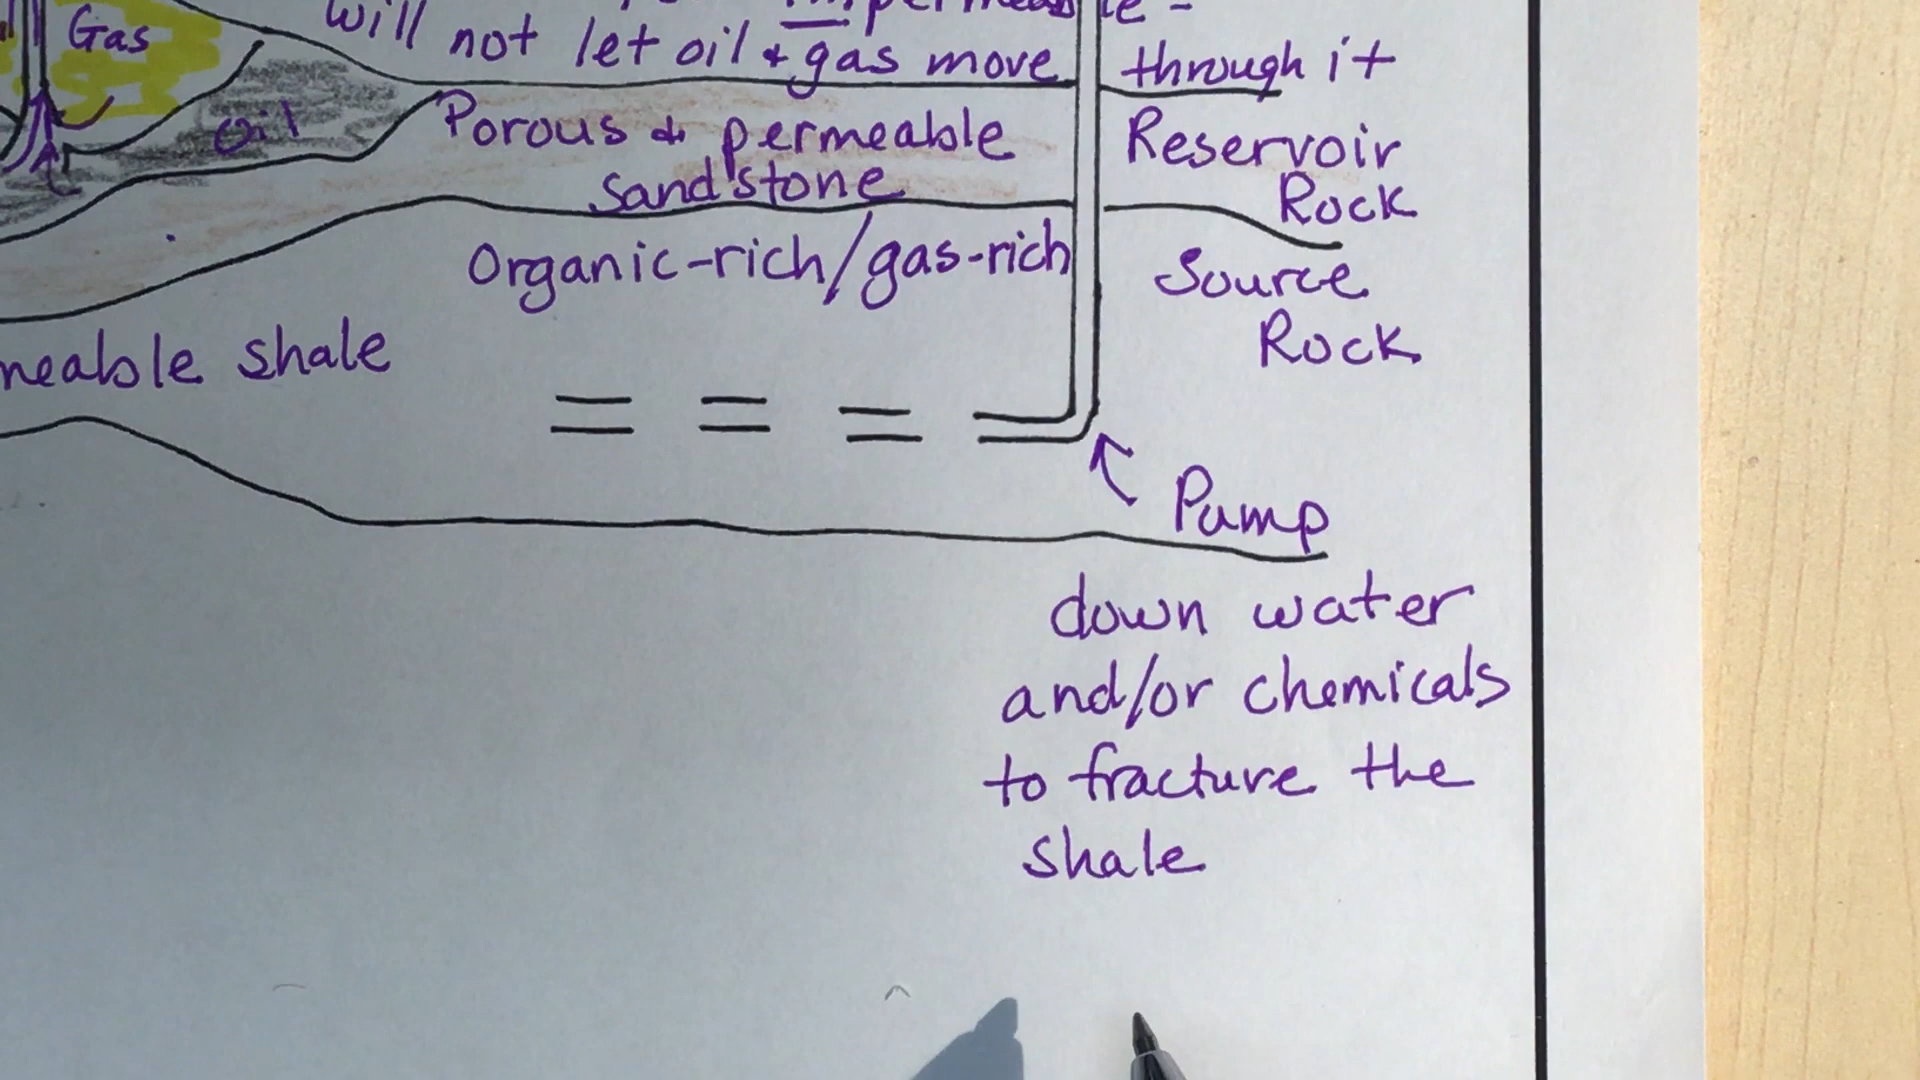 Gas
will not let oil & gas move through it
Oil
Porous & permeable
sandstone
Reservoir
Rock
Organic-rich/gas-rich
Source
Rock
shale
Pump
down water
and/or chemicals
to fracture the
shale